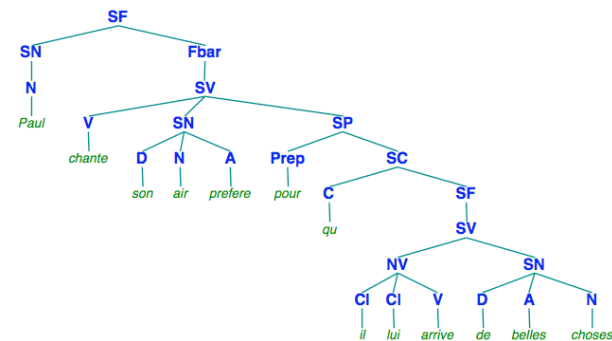 SF
SN Fbar
N SV
Paul V SN SP
chante D N A Prep SC
son air prefere pour C SF
qu SV
NV SN
Cl Cl V D A N
il lui arrive de belles choses